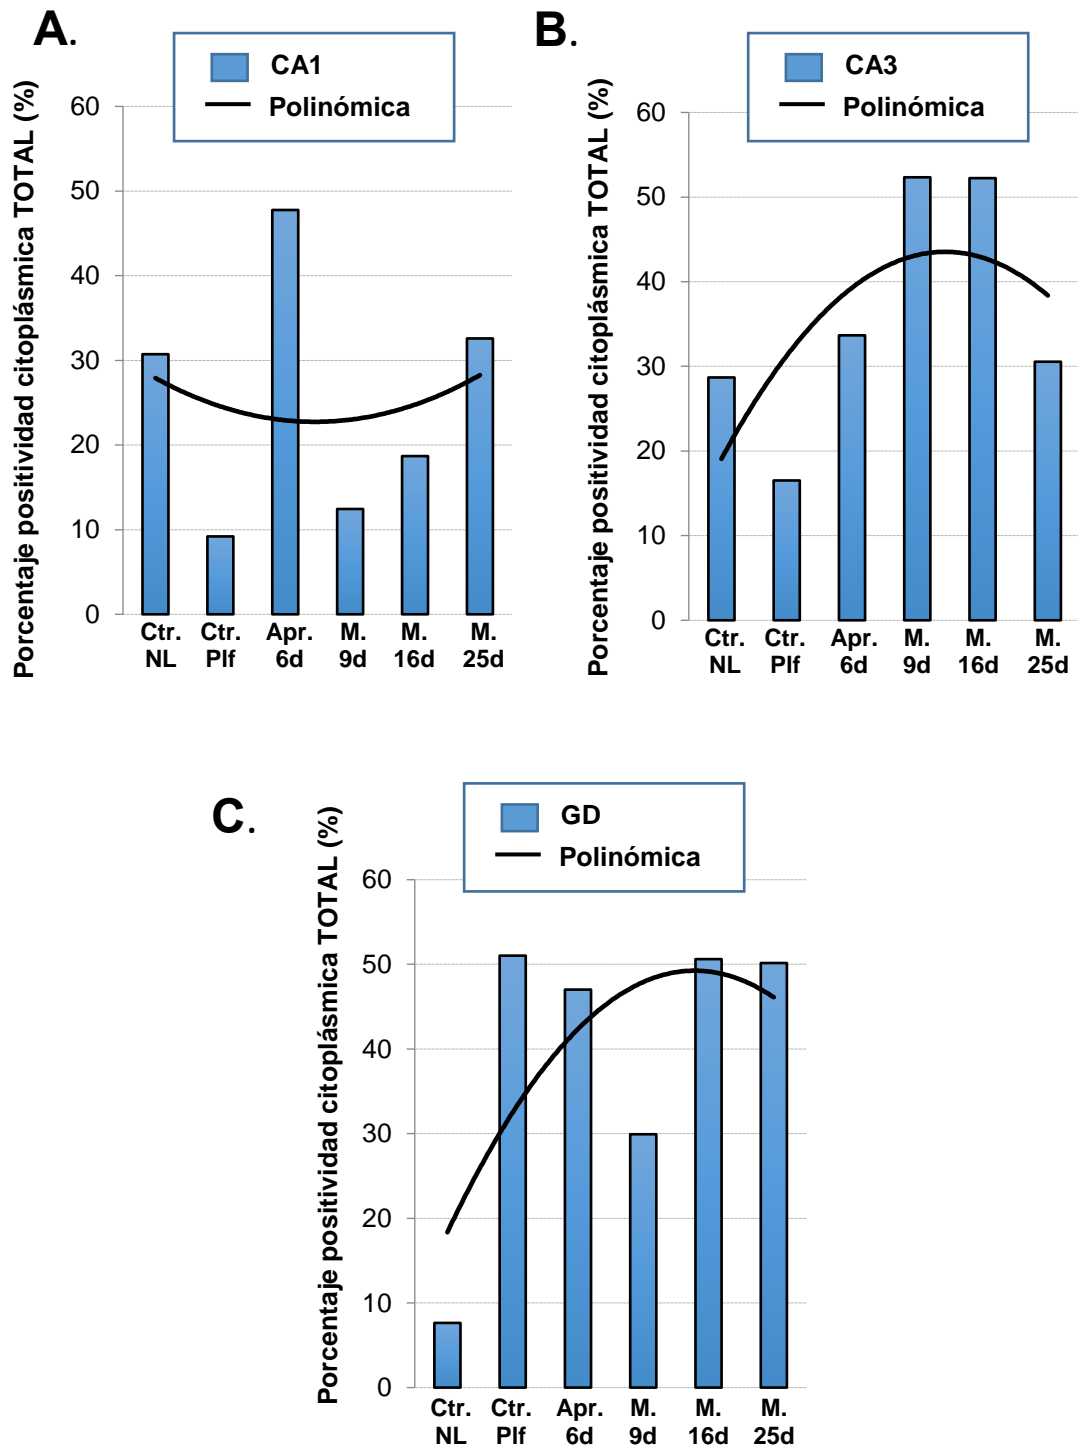 A.
CA1
Polinómica
Porcentaje positividad citoplásmica TOTAL (%)
60
50
40
30
20
10
0
Ctr. Ctr. Apr. M. M. M.
NL Plf 6d 9d 16d 25d
B.
CA3
Polinómica
Porcentaje positividad citoplásmica TOTAL (%)
60
50
40
30
20
10
0
Ctr. Ctr. Apr. M. M. M.
NL Plf 6d 9d 16d 25d
C.
GD
Polinómica
Porcentaje positividad citoplásmica TOTAL (%)
60
50
40
30
20
10
0
Ctr. Ctr. Apr. M. M. M.
NL Plf 6d 9d 16d 25d